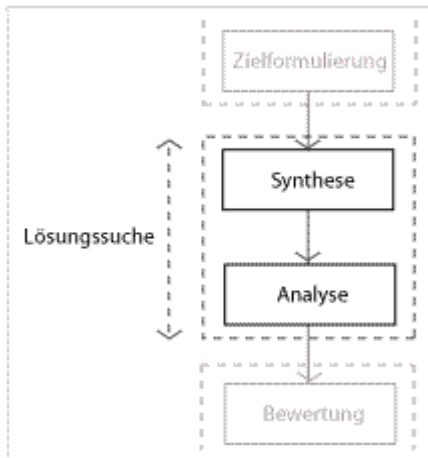 Zielformulierung
Synthese
Lösungssuche
Analyse
Bewertung